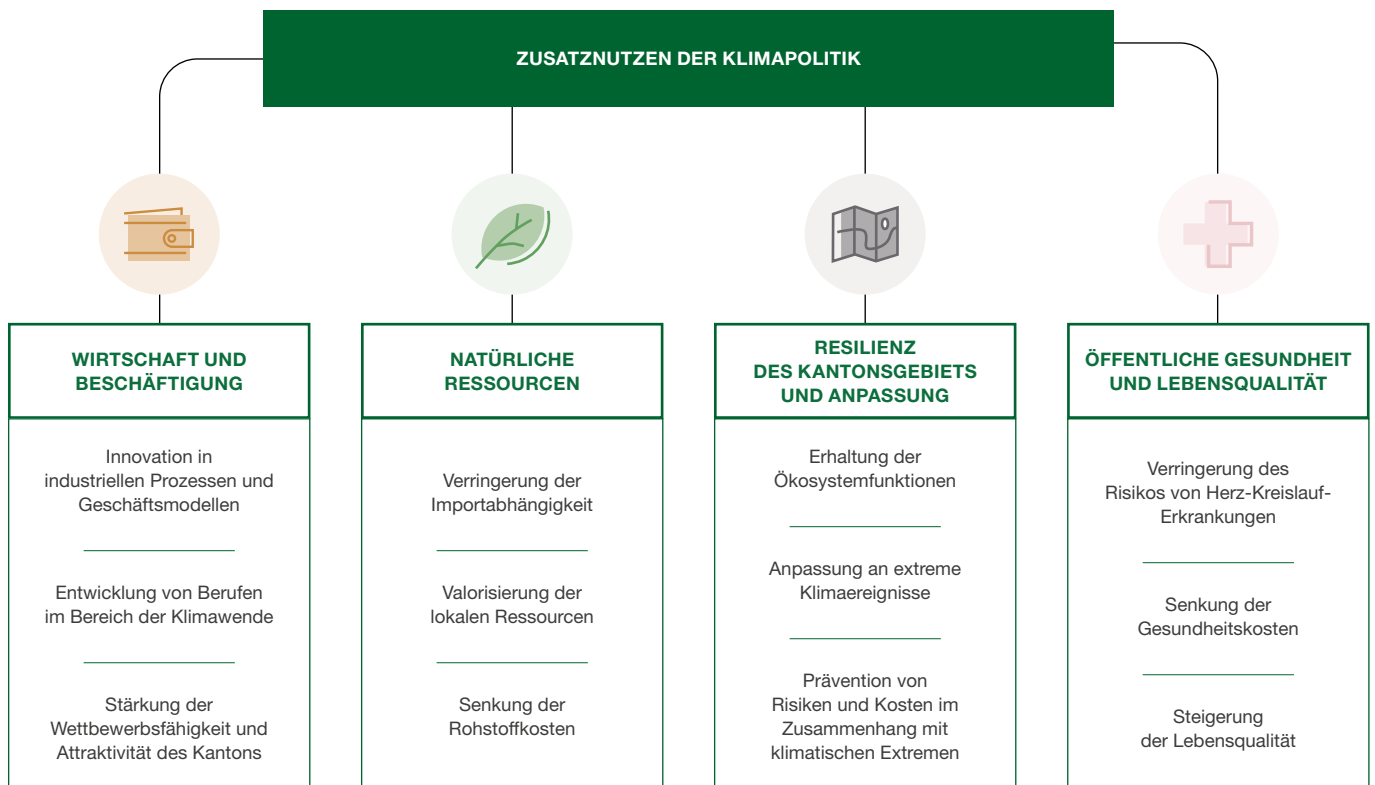 ZUSATZNUTZEN DER KLIMAPOLITIK
WIRTSCHAFT UND
BESCHÄFTIGUNG
Innovation in
industriellen Prozessen und
Geschäftsmodellen
Entwicklung von Berufen
im Bereich der Klimawende
Stärkung der
Wettbewerbsfähigkeit und
Attraktivität des Kantons
NATÜRLICHE
RESSOURCEN
Verringerung der
Importabhängigkeit
Valorisierung der
lokalen Ressourcen
Senkung der
Rohstoffkosten
RESILIENZ
DES KANTONSGEBIETS
UND ANPASSUNG
Erhaltung der
Ökosystemfunktionen
Anpassung an extreme
Klimaereignisse
Prävention von
Risiken und Kosten im
Zusammenhang mit
klimatischen Extremen
ÖFFENTLICHE GESUNDHEIT
UND LEBENSQUALITÄT
Verringerung des
Risikos von Herz-Kreislauf-
Erkrankungen
Senkung der
Gesundheitskosten
Steigerung
der Lebensqualität